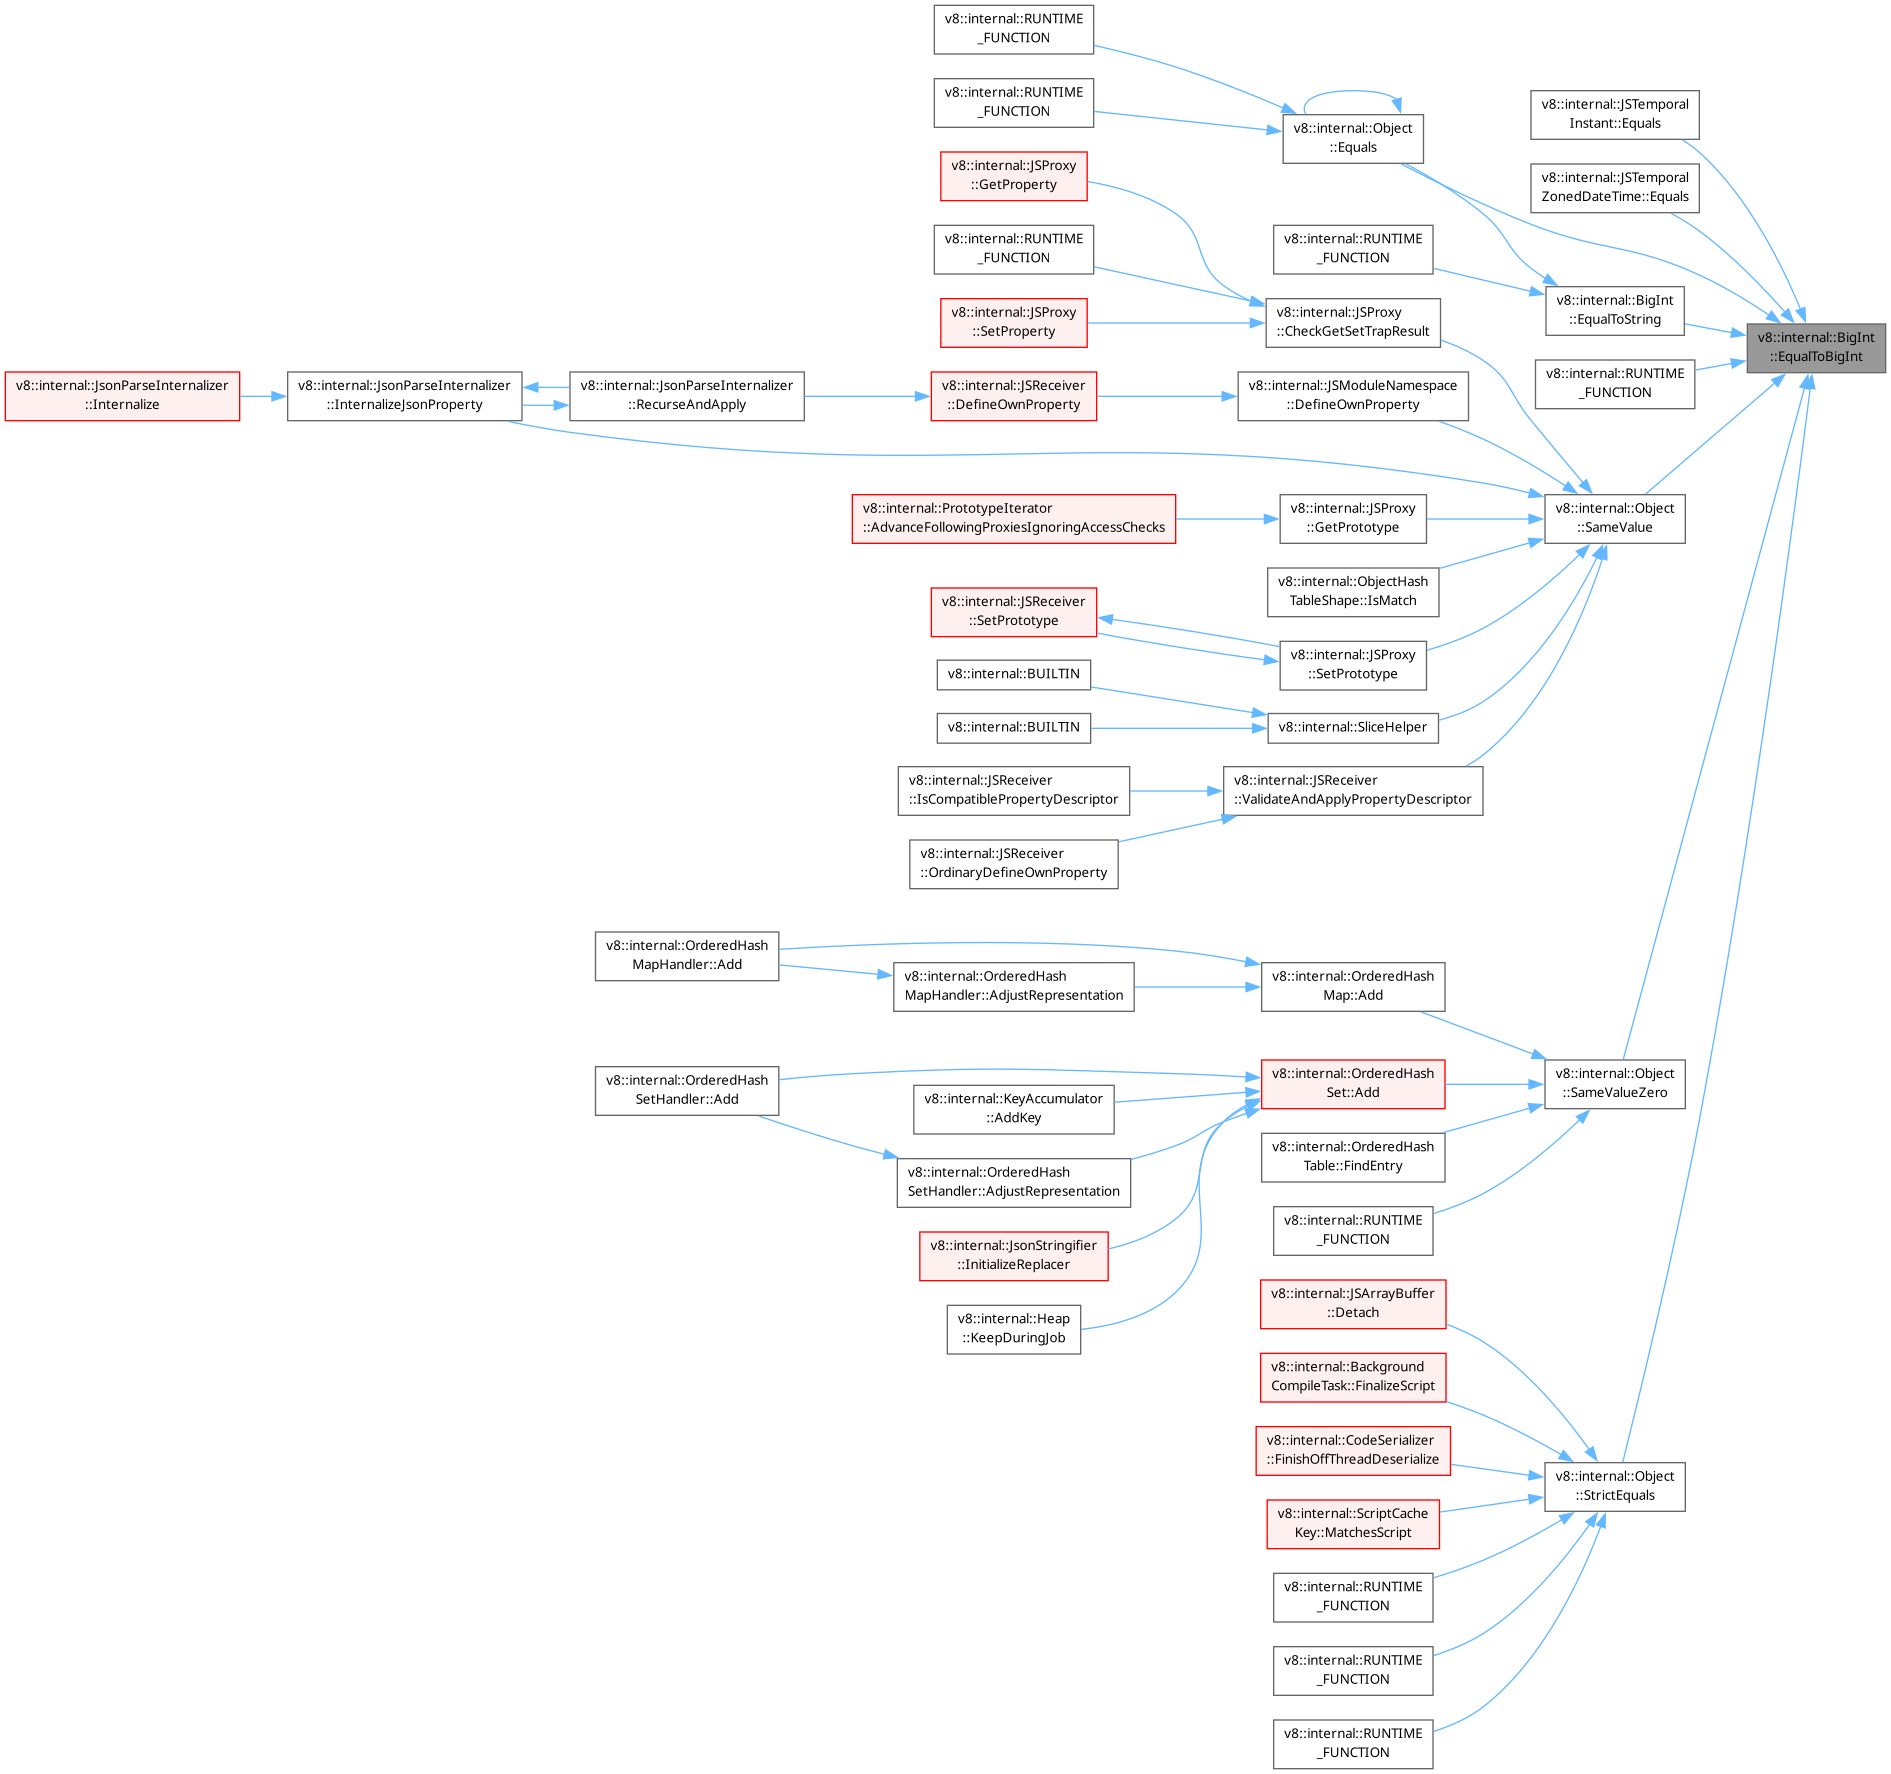 v8::internal::RUNTIME
_FUNCTION
v8::internal::RUNTIME
_FUNCTION
v8::internal::JSTemporal
Instant::Equals
v8::internal::Object
::Equals
v8::internal::JSProxy
::GetProperty
v8::internal::JSTemporal
ZonedDateTime::Equals
v8::internal::RUNTIME
_FUNCTION
v8::internal::RUNTIME
_FUNCTION
v8::internal::BigInt
::EqualToString
v8::internal::JSProxy
::SetProperty
v8::internal::JSProxy
::CheckGetSetTrapResult
v8::internal::BigInt
::EqualToBigInt
v8::internal::RUNTIME
_FUNCTION
v8::internal::JsonParseInternalizer
::Internalize
v8::internal::JsonParseInternalizer
::InternalizeJsonProperty
v8::internal::JsonParseInternalizer
::RecurseAndApply
v8::internal::JSReceiver
::DefineOwnProperty
v8::internal::JSModuleNamespace
::DefineOwnProperty
v8::internal::PrototypeIterator
::AdvanceFollowingProxiesIgnoringAccessChecks
v8::internal::JSProxy
::GetPrototype
v8::internal::Object
::SameValue
v8::internal::ObjectHash
TableShape::IsMatch
v8::internal::JSReceiver
::SetPrototype
v8::internal::JSProxy
::SetPrototype
v8::internal::BUILTIN
v8::internal::BUILTIN
v8::internal::SliceHelper
v8::internal::JSReceiver
::IsCompatiblePropertyDescriptor
v8::internal::JSReceiver
::ValidateAndApplyPropertyDescriptor
v8::internal::JSReceiver
::OrdinaryDefineOwnProperty
v8::internal::OrderedHash
MapHandler::Add
v8::internal::OrderedHash
MapHandler::AdjustRepresentation
v8::internal::OrderedHash
Map::Add
v8::internal::OrderedHash
SetHandler::Add
v8::internal::KeyAccumulator
::AddKey
v8::internal::OrderedHash
Set::Add
v8::internal::Object
::SameValueZero
v8::internal::OrderedHash
SetHandler::AdjustRepresentation
v8::internal::OrderedHash
Table::FindEntry
v8::internal::JsonStringifier
::InitializeReplacer
v8::internal::RUNTIME
_FUNCTION
v8::internal::Heap
::KeepDuringJob
v8::internal::JSArrayBuffer
::Detach
v8::internal::Background
CompileTask::FinalizeScript
v8::internal::CodeSerializer
::FinishOffThreadDeserialize
v8::internal::Object
::StrictEquals
v8::internal::ScriptCache
Key::MatchesScript
v8::internal::RUNTIME
_FUNCTION
v8::internal::RUNTIME
_FUNCTION
v8::internal::RUNTIME
_FUNCTION